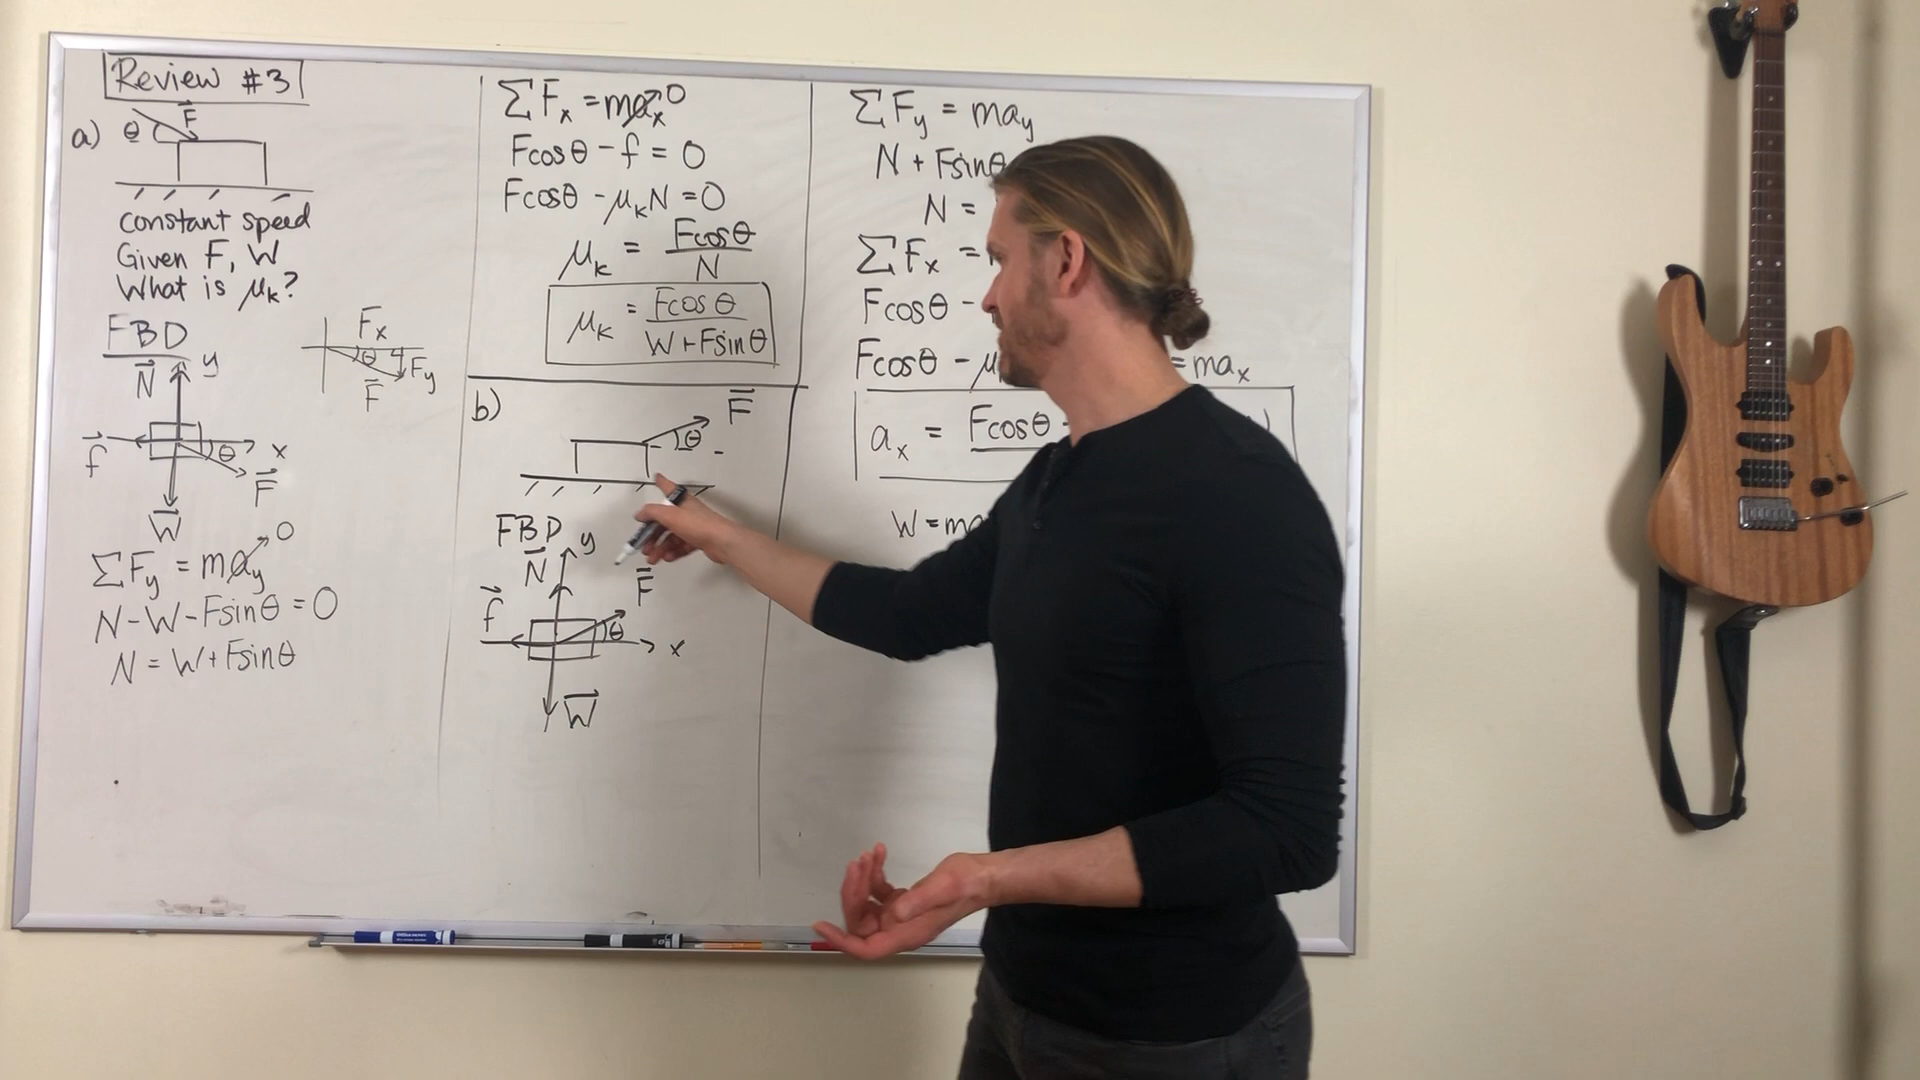 Review #3
a) θ F
constant speed
Given F, W
What is μk?
FBD
N y
f θ x
F
W
Fx
θ Fy
F
ΣFy = may 0
N-W-Fsinθ = 0
N = W+Fsinθ
ΣFx = max 0
Fcosθ - f = 0
Fcosθ - μkN = 0
μk = Fcosθ / N
μk = Fcosθ / W+Fsinθ
b) F
θ
FBD
N y
f F
θ x
W
ΣFy = may
N + Fsinθ
N =
ΣFx =
Fcosθ -
Fcosθ - μ = max
ax = Fcosθ -
W = m